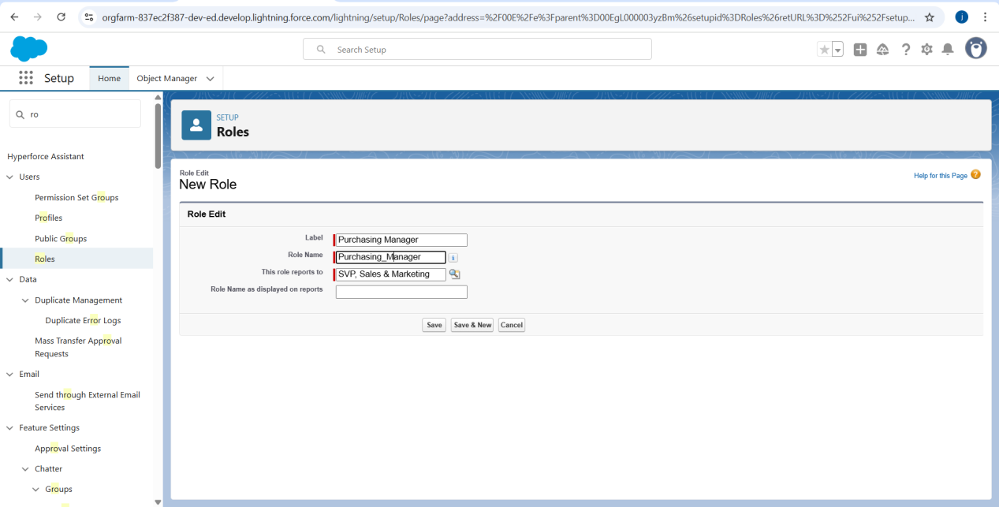 orgfarm-837ec2f387-dev-ed.develop.lightning.force.com/lightning/setup/Roles/page?address=%2F00E%2Fe%3Fparent%3D00EgL000003yzBm%26setupid%3DRoles%26retURL%3D%252Fui%252Fsetup...
i
Search Setup
Setup
Home
Object Manager
ro
Hyperforce Assistant
Users
Permission Set Groups
Profiles
Public Groups
Roles
Data
Duplicate Management
Duplicate Error Logs
Mass Transfer Approval
Requests
Email
Send through External Email
Services
Feature Settings
Approval Settings
Chatter
Groups
SETUP
Roles
Role Edit
New Role
Help for this Page ?
Role Edit
Label
Purchasing Manager
Role Name
Purchasing_Manager
i
This role reports to
SVP, Sales & Marketing
Role Name as displayed on reports
Save
Save & New
Cancel